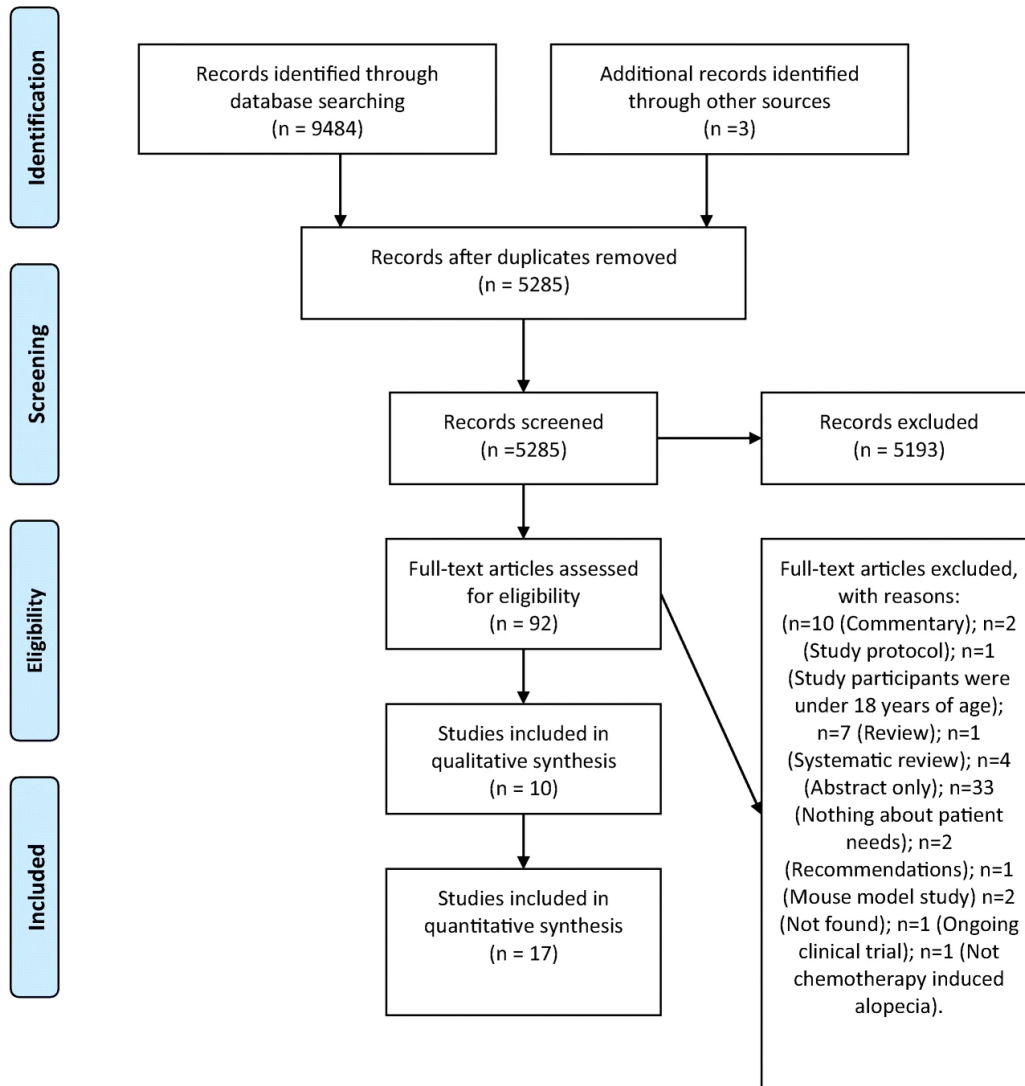 Identification
Records identified through
database searching
(n = 9484)
Additional records identified
through other sources
(n =3)
Records after duplicates removed
(n = 5285)
Screening
Records screened
(n =5285)
Records excluded
(n = 5193)
Eligibility
Full-text articles assessed
for eligibility
(n = 92)
Full-text articles excluded,
with reasons:
(n=10 (Commentary); n=2
(Study protocol); n=1
(Study participants were
under 18 years of age);
n=7 (Review); n=1
(Systematic review); n=4
(Abstract only); n=33
(Nothing about patient
needs); n=2
(Recommendations); n=1
(Mouse model study) n=2
(Not found); n=1 (Ongoing
clinical trial); n=1 (Not
chemotherapy induced
alopecia).
Studies included in
qualitative synthesis
(n = 10)
Included
Studies included in
quantitative synthesis
(n = 17)